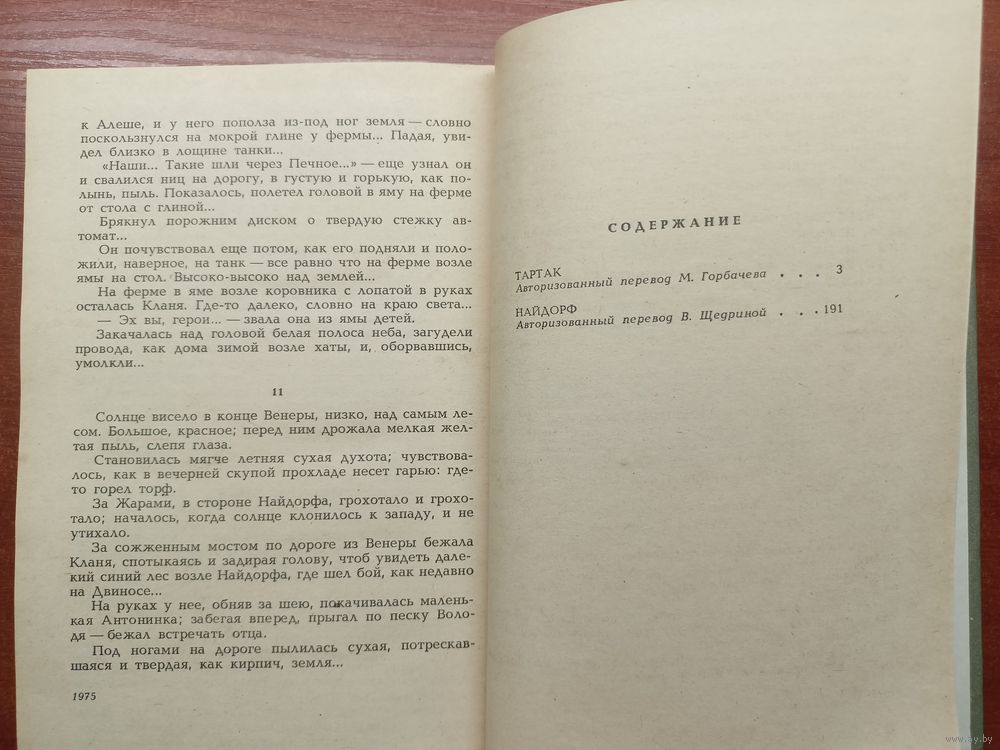 к Алеше, и у него поползла из-под ног земля — словно
поскользнулся на мокрой глине у фермы... Падая, уви-
дел близко в лощине танки...
«Наши... Такие шли через Печное...» — еще узнал он
и свалился ниц на дорогу, в густую и горькую, как по-
лынь, пыль. Показалось, полетел головой в яму на ферме
от стола с глиной...
Брякнул порожним диском о твердую стежку ав-
томат...
Он почувствовал еще потом, как его подняли и поло-
жили, наверное, на танк — все равно что на ферме возле
ямы на стол. Высоко-высоко над землей...
На ферме в яме возле коровника с лопатой в руках
осталась Кланя. Где-то далеко, словно на краю света...
— Эх вы, герои... — звала она из ямы детей.
Закачалась над головой белая полоса неба, загудели
провода, как дома зимой возле хаты, и, оборвавшись,
умолкли...
11
Солнце висело в конце Венеры, низко, над самым ле-
сом. Большое, красное; перед ним дрожала мелкая жел-
тая пыль, слепя глаза.
Становилась мягче летняя сухая духота; чувствова-
лось, как в вечерней скупой прохладе несет гарью: где-
то горел торф.
За Жарами, в стороне Найдорфа, грохотало и грохо-
тало; началось, когда солнце клонилось к западу, и не
утихало.
За сожженным мостом по дороге из Венеры бежала
Кланя, спотыкаясь и задирая голову, чтоб увидеть дале-
кий синий лес возле Найдорфа, где шел бой, как недавно
на Двиносе...
На руках у нее, обняв за шею, покачивалась малень-
кая Антонинка; забегая вперед, прыгал по песку Воло-
дя — бежал встречать отца.
Под ногами на дороге пылилась сухая, потрескав-
шаяся и твердая, как кирпич, земля...
1975
СОДЕРЖАНИЕ
ТАРТАК
Авторизованный перевод М. Горбачева . . . . 3
НАЙДОРФ
Авторизованный перевод В. Щедриной . . . . 191
www.ay.by